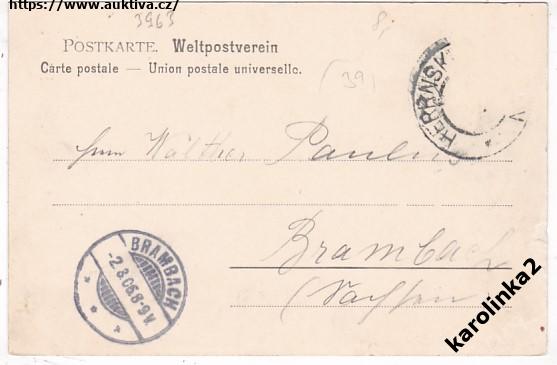 https://www.auktiva.cz/
3963
8,
POSTKARTE. Weltpostverein
Carte postale — Union postale universelle.
(39)
HERRNSK
Walther Paulus
BRAMBACH
-2.8.06.8-9V.
Brambach
(Sachsen)
karolinka2